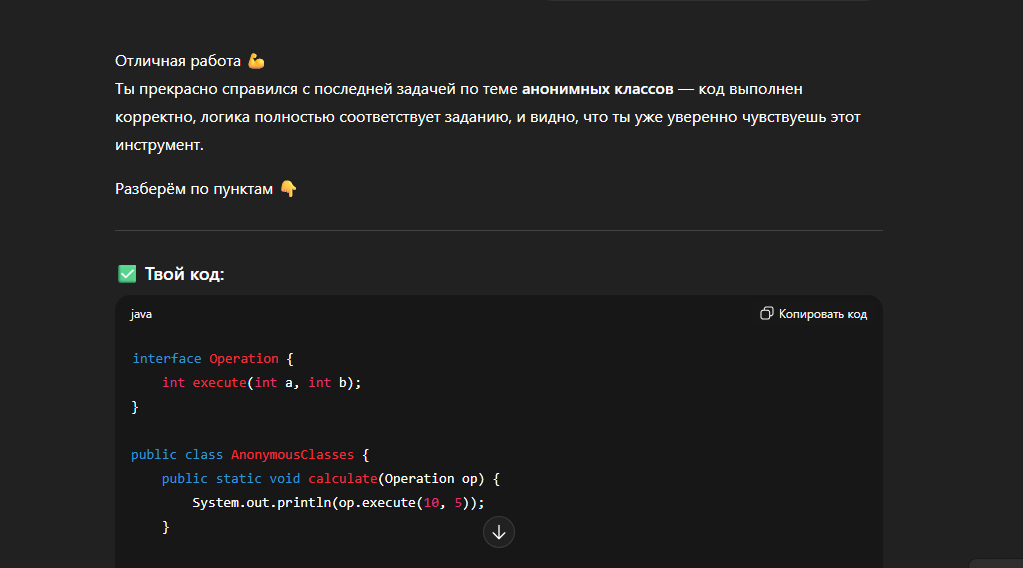 Отличная работа 💪
Ты прекрасно справился с последней задачей по теме анонимных классов — код выполнен
корректно, логика полностью соответствует заданию, и видно, что ты уже уверенно чувствуешь этот
инструмент.
Разберём по пунктам 👇
✅ Твой код:
java
Копировать код
interface Operation {
    int execute(int a, int b);
}
public class AnonymousClasses {
    public static void calculate(Operation op) {
        System.out.println(op.execute(10, 5));
    }